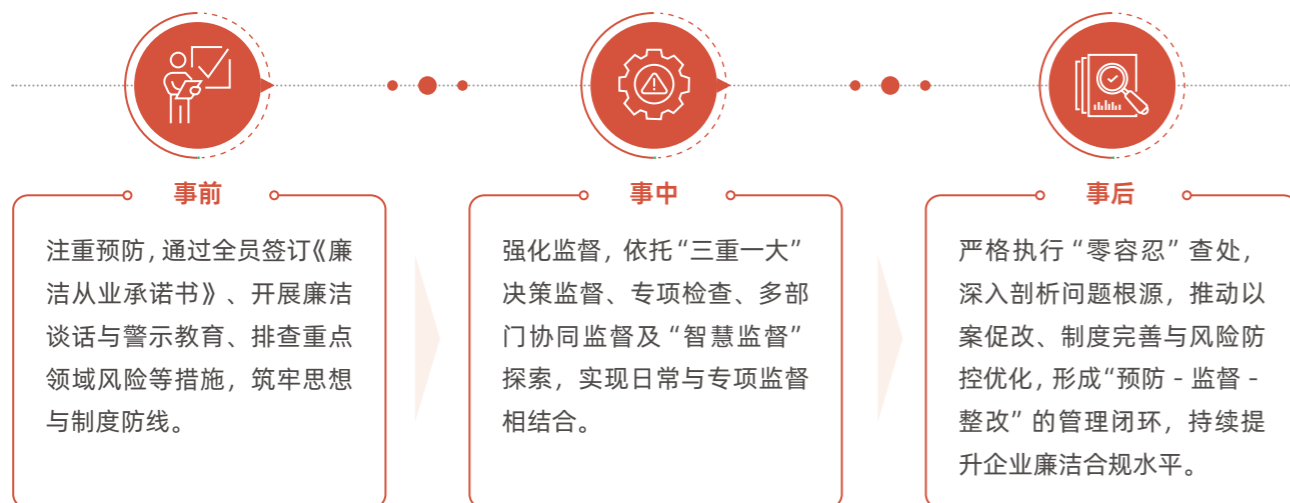 事前
注重预防，通过全员签订《廉
洁从业承诺书》、开展廉洁
谈话与警示教育、排查重点
领域风险等措施，筑牢思想
与制度防线。
事中
强化监督，依托“三重一大”
决策监督、专项检查、多部
门协同监督及“智慧监督”
探索，实现日常与专项监督
相结合。
事后
严格执行“零容忍”查处，
深入剖析问题根源，推动以
案促改、制度完善与风险防
控优化，形成“预防 - 监督 -
整改”的管理闭环，持续提
升企业廉洁合规水平。